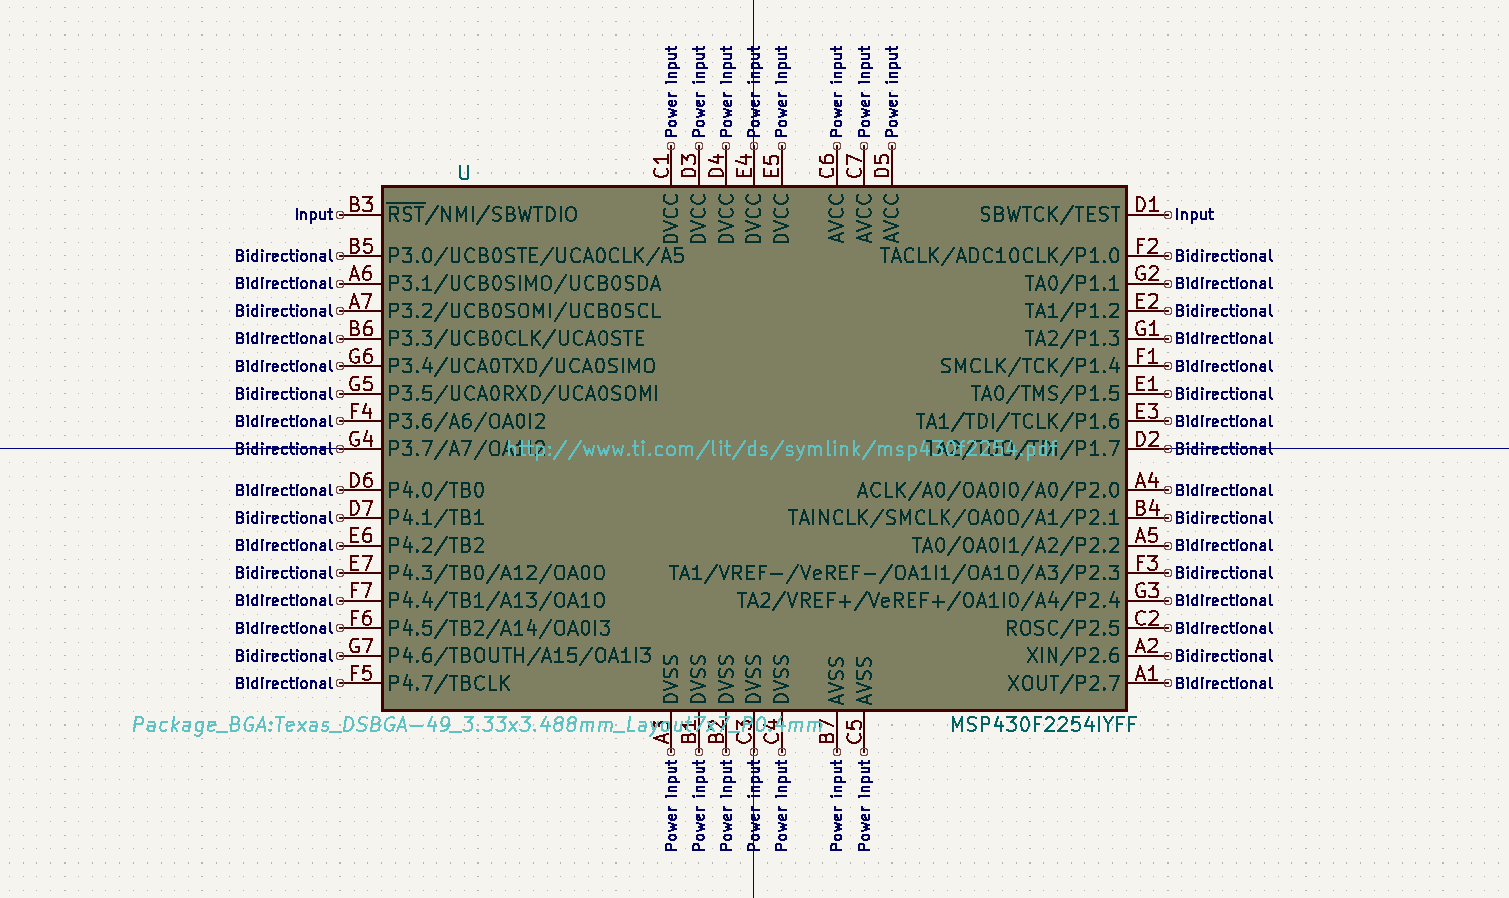 Power Input Power Input Power Input Power Input Power Input Power Input Power Input Power Input
C1 D3 D4 E4 E5 C6 C7 D5
U
DVCC DVCC DVCC DVCC DVCC AVCC AVCC AVCC
Input B3 RST/NMI/SBWTDIO SBWTCK/TEST D1 Input
Bidirectional B5 P3.0/UCB0STE/UCA0CLK/A5 TACLK/ADC10CLK/P1.0 F2 Bidirectional
Bidirectional A6 P3.1/UCB0SIMO/UCB0SDA TA0/P1.1 G2 Bidirectional
Bidirectional A7 P3.2/UCB0SOMI/UCB0SCL TA1/P1.2 E2 Bidirectional
Bidirectional B6 P3.3/UCB0CLK/UCA0STE TA2/P1.3 G1 Bidirectional
Bidirectional G6 P3.4/UCA0TXD/UCA0SIMO SMCLK/TCK/P1.4 F1 Bidirectional
Bidirectional G5 P3.5/UCA0RXD/UCA0SOMI TA0/TMS/P1.5 E1 Bidirectional
Bidirectional F4 P3.6/A6/OA0I2 TA1/TDI/TCLK/P1.6 E3 Bidirectional
Bidirectional G4 P3.7/A7/OA1I2 http://www.ti.com/lit/ds/symlink/msp430f2254.pdf P1.7 D2 Bidirectional
Bidirectional D6 P4.0/TB0 ACLK/A0/OA0I0/A0/P2.0 A4 Bidirectional
Bidirectional D7 P4.1/TB1 TAINCLK/SMCLK/OA0O/A1/P2.1 B4 Bidirectional
Bidirectional E6 P4.2/TB2 TA0/OA0I1/A2/P2.2 A5 Bidirectional
Bidirectional E7 P4.3/TB0/A12/OA0O TA1/VREF-/VeREF-/OA1I1/OA1O/A3/P2.3 F3 Bidirectional
Bidirectional F7 P4.4/TB1/A13/OA1O TA2/VREF+/VeREF+/OA1I0/A4/P2.4 G3 Bidirectional
Bidirectional F6 P4.5/TB2/A14/OA0I3 ROSC/P2.5 C2 Bidirectional
Bidirectional G7 P4.6/TBOUTH/A15/OA1I3 XIN/P2.6 A2 Bidirectional
Bidirectional F5 P4.7/TBCLK XOUT/P2.7 A1 Bidirectional
DVSS DVSS DVSS DVSS DVSS AVSS AVSS
Package_BGA:Texas_DSBGA-49_3.33x3.488mm_Layout7x7_P0.4mm MSP430F2254IYFF
A3 B1 B2 C3 C4 B7 C5
Power Input Power Input Power Input Power Input Power Input Power Input Power Input